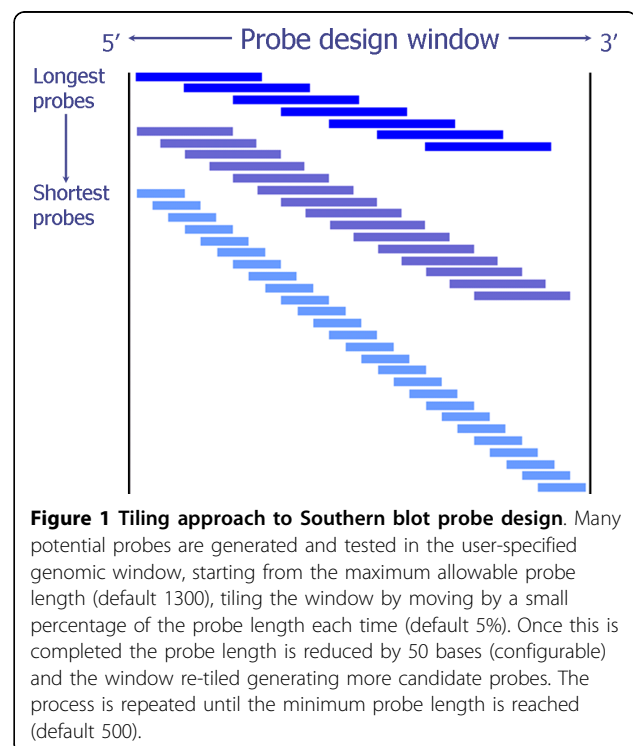 5′ Probe design window 3′
Longest
probes
Shortest
probes
Figure 1 Tiling approach to Southern blot probe design. Many
potential probes are generated and tested in the user-specified
genomic window, starting from the maximum allowable probe
length (default 1300), tiling the window by moving by a small
percentage of the probe length each time (default 5%). Once this is
completed the probe length is reduced by 50 bases (configurable)
and the window re-tiled generating more candidate probes. The
process is repeated until the minimum probe length is reached
(default 500).